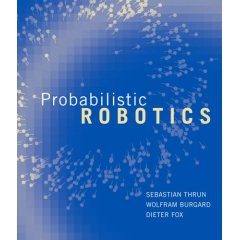 Probabilistic
ROBOTICS
SEBASTIAN THRUN
WOLFRAM BURGARD
DIETER FOX